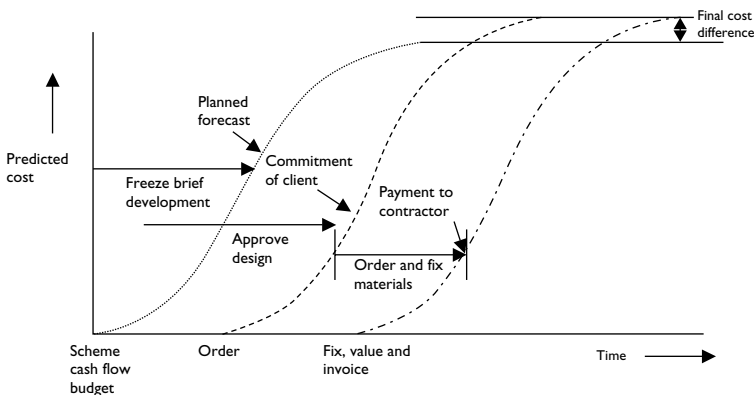 Final cost
difference
Planned
forecast
Predicted
cost
Commitment
of client
Freeze brief
development
Payment to
contractor
Approve
design
Order and fix
materials
Scheme
cash flow
budget
Order
Fix, value and
invoice
Time